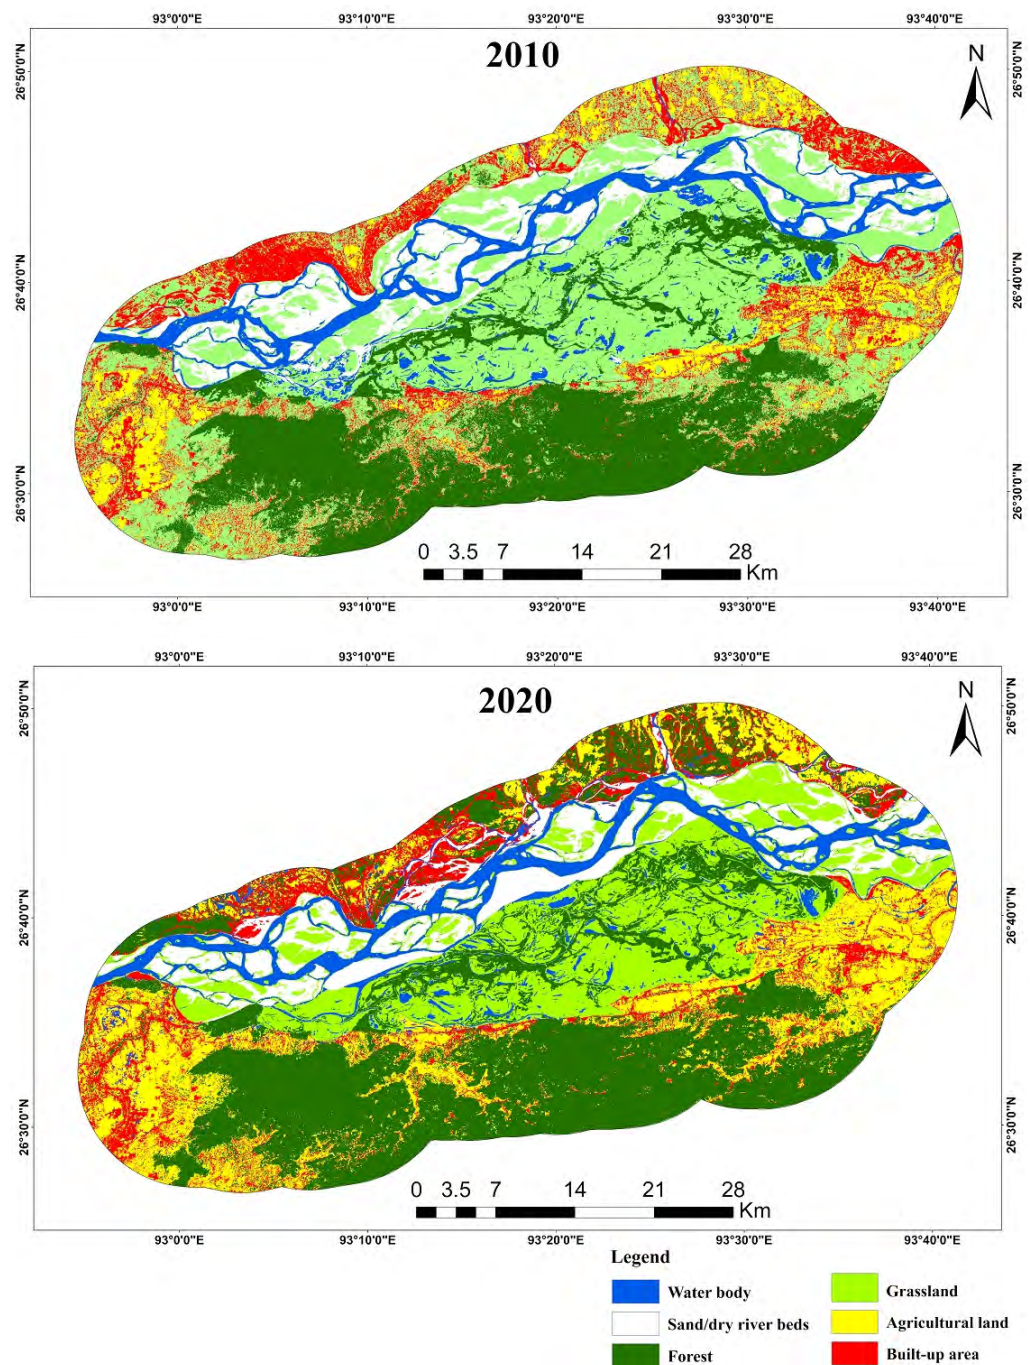 93°0'0"E 93°10'0"E 93°20'0"E 93°30'0"E 93°40'0"E
2010
N
26°50'0"N 26°50'0"N
26°40'0"N 26°40'0"N
26°30'0"N 26°30'0"N
0 3.5 7 14 21 28
Km
93°0'0"E 93°10'0"E 93°20'0"E 93°30'0"E 93°40'0"E
93°0'0"E 93°10'0"E 93°20'0"E 93°30'0"E 93°40'0"E
2020
N
26°50'0"N 26°50'0"N
26°40'0"N 26°40'0"N
26°30'0"N 26°30'0"N
0 3.5 7 14 21 28
Km
93°0'0"E 93°10'0"E 93°20'0"E 93°30'0"E 93°40'0"E
Legend
Water body
Sand/dry river beds
Forest
Grassland
Agricultural land
Built-up area